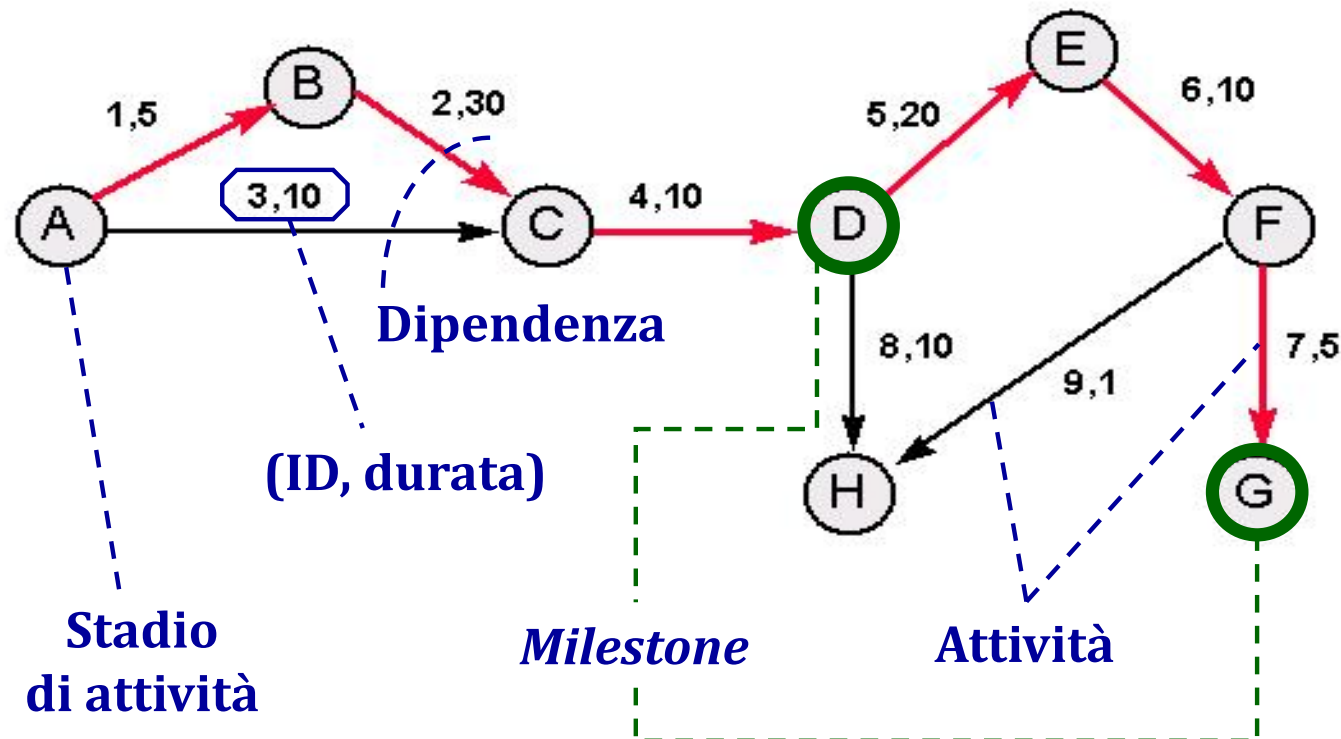 E
B
6,10
1,5
2,30
5,20
3,10
4,10
A
C
D
F
Dipendenza
8,10
7,5
9,1
(ID, durata)
H
G
Stadio
di attività
Milestone
Attività